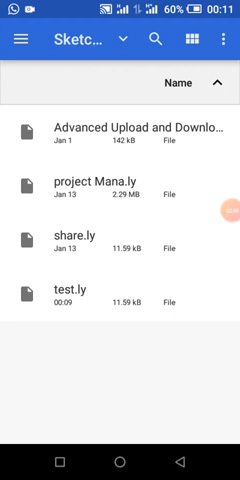 60% 00:11
Sketc...
Name
Advanced Upload and Downlo...
Jan 1 142 kB File
project Mana.ly
Jan 13 2.29 MB File
share.ly
Jan 13 11.59 kB File
test.ly
00:09 11.59 kB File